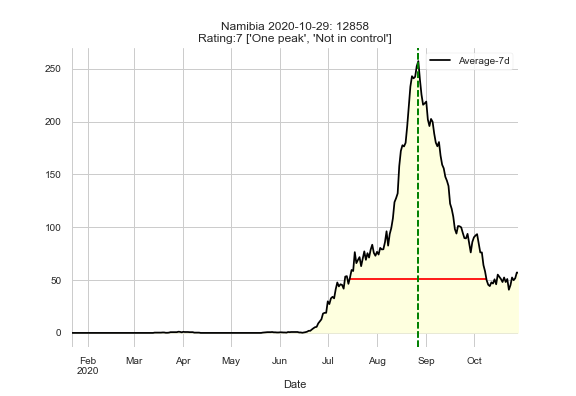 Namibia 2020-10-29: 12858
Rating:7 ['One peak', 'Not in control']
Average-7d
250
200
150
100
50
0
Feb Mar Apr May Jun Jul Aug Sep Oct
2020
Date